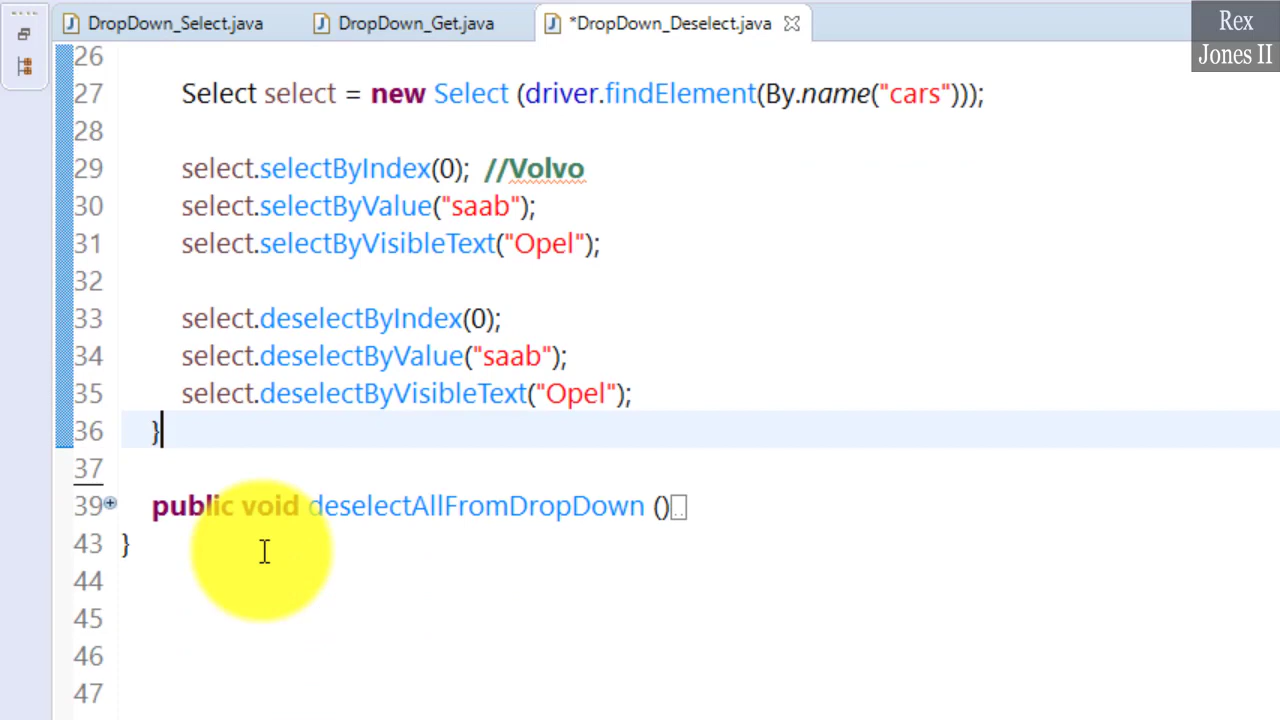 DropDown_Select.java DropDown_Get.java *DropDown_Deselect.java
Rex
Jones II
26
27 Select select = new Select (driver.findElement(By.name("cars")));
28
29 select.selectByIndex(0); //Volvo
30 select.selectByValue("saab");
31 select.selectByVisibleText("Opel");
32
33 select.deselectByIndex(0);
34 select.deselectByValue("saab");
35 select.deselectByVisibleText("Opel");
36 }
37
39 public void deselectAllFromDropDown ()..
43 }
44
45
46
47